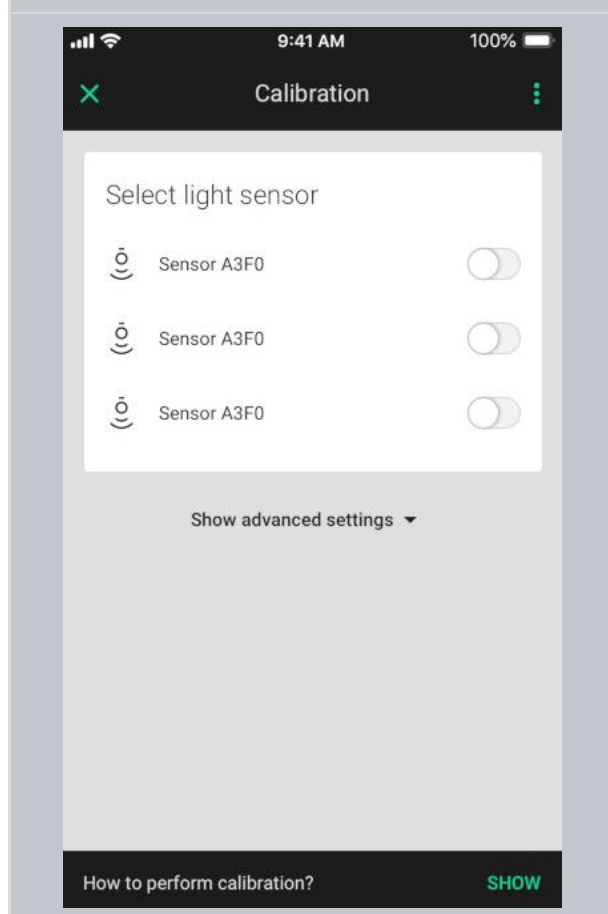 9:41 AM 100%
Calibration
Select light sensor
Sensor A3F0
Sensor A3F0
Sensor A3F0
Show advanced settings
How to perform calibration? SHOW